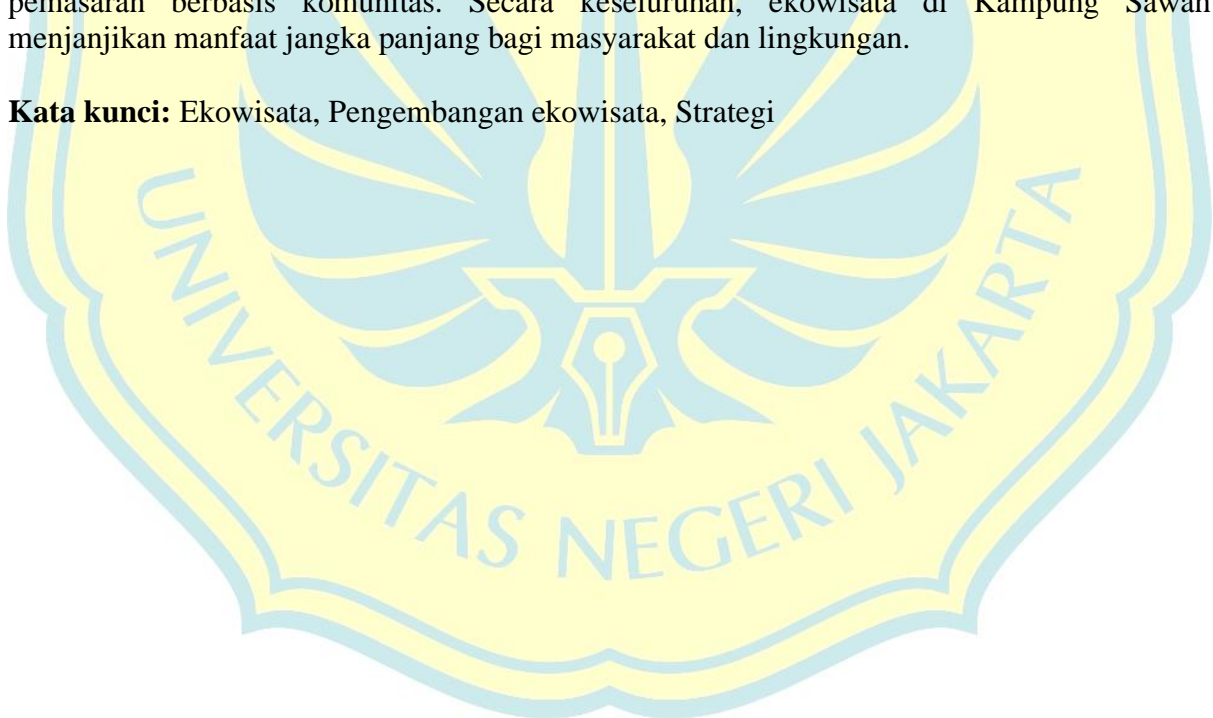 pemasaran berbasis komunitas. Secara keseluruhan, ekowisata di Kampung Sawah
menjanjikan manfaat jangka panjang bagi masyarakat dan lingkungan.
Kata kunci: Ekowisata, Pengembangan ekowisata, Strategi
UNIVERSITAS NEGERI JAKARTA